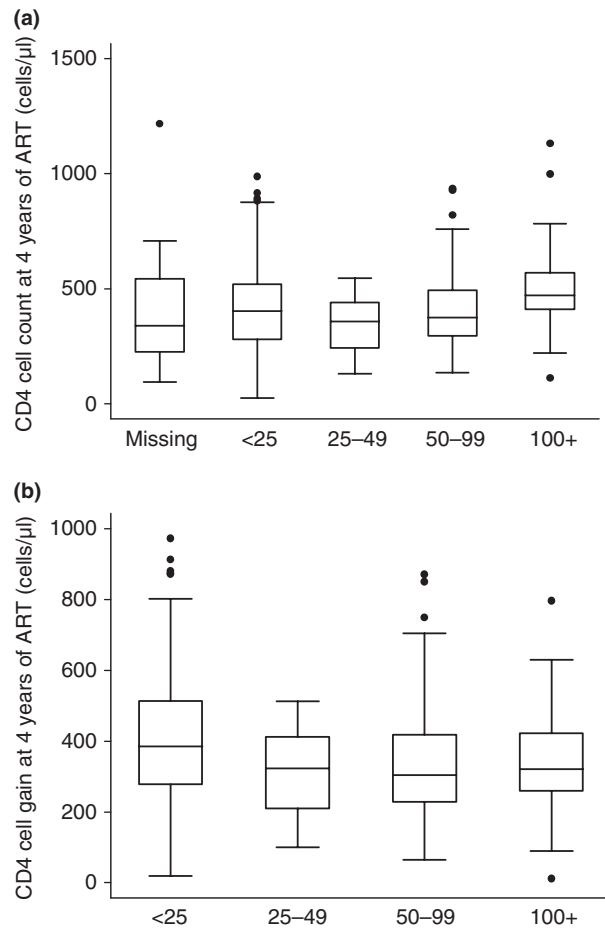 (a)
CD4 cell count at 4 years of ART (cells/µl)
1500
1000
500
0
Missing <25 25–49 50–99 100+
(b)
CD4 cell gain at 4 years of ART (cells/µl)
1000
800
600
400
200
0
<25 25–49 50–99 100+